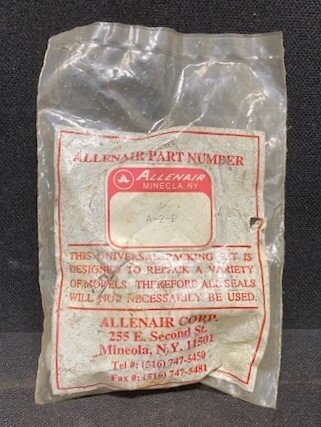 ALLENAIR PART NUMBER
A ALLENAIR
MINEOLA, NY
A-2-P
THIS UNIVERSAL PACKING SET IS
DESIGNED TO REPACK A VARIETY
OF MODELS. THEREFORE ALL SEALS
WILL NOT NECESSARILY BE USED.
ALLENAIR CORP.
255 E. Second St.
Mineola, N.Y. 11501
Tel #: (516) 747-5450
Fax #: (516) 747-5481